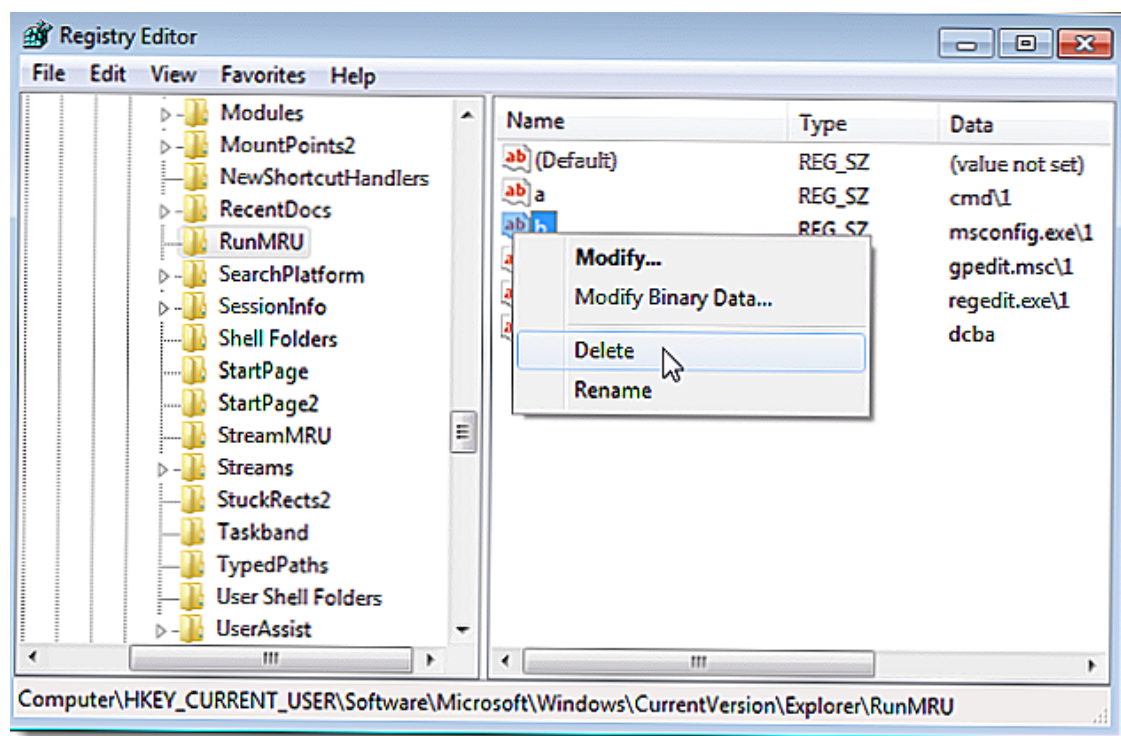 Registry Editor
File Edit View Favorites Help
Modules
MountPoints2
NewShortcutHandlers
RecentDocs
RunMRU
SearchPlatform
SessionInfo
Shell Folders
StartPage
StartPage2
StreamMRU
Streams
StuckRects2
Taskband
TypedPaths
User Shell Folders
UserAssist
Name Type Data
ab (Default) REG_SZ (value not set)
ab a REG_SZ cmd\1
ab b REG_SZ msconfig.exe\1
gpedit.msc\1
regedit.exe\1
dcba
Modify...
Modify Binary Data...
Delete
Rename
Computer\HKEY_CURRENT_USER\Software\Microsoft\Windows\CurrentVersion\Explorer\RunMRU